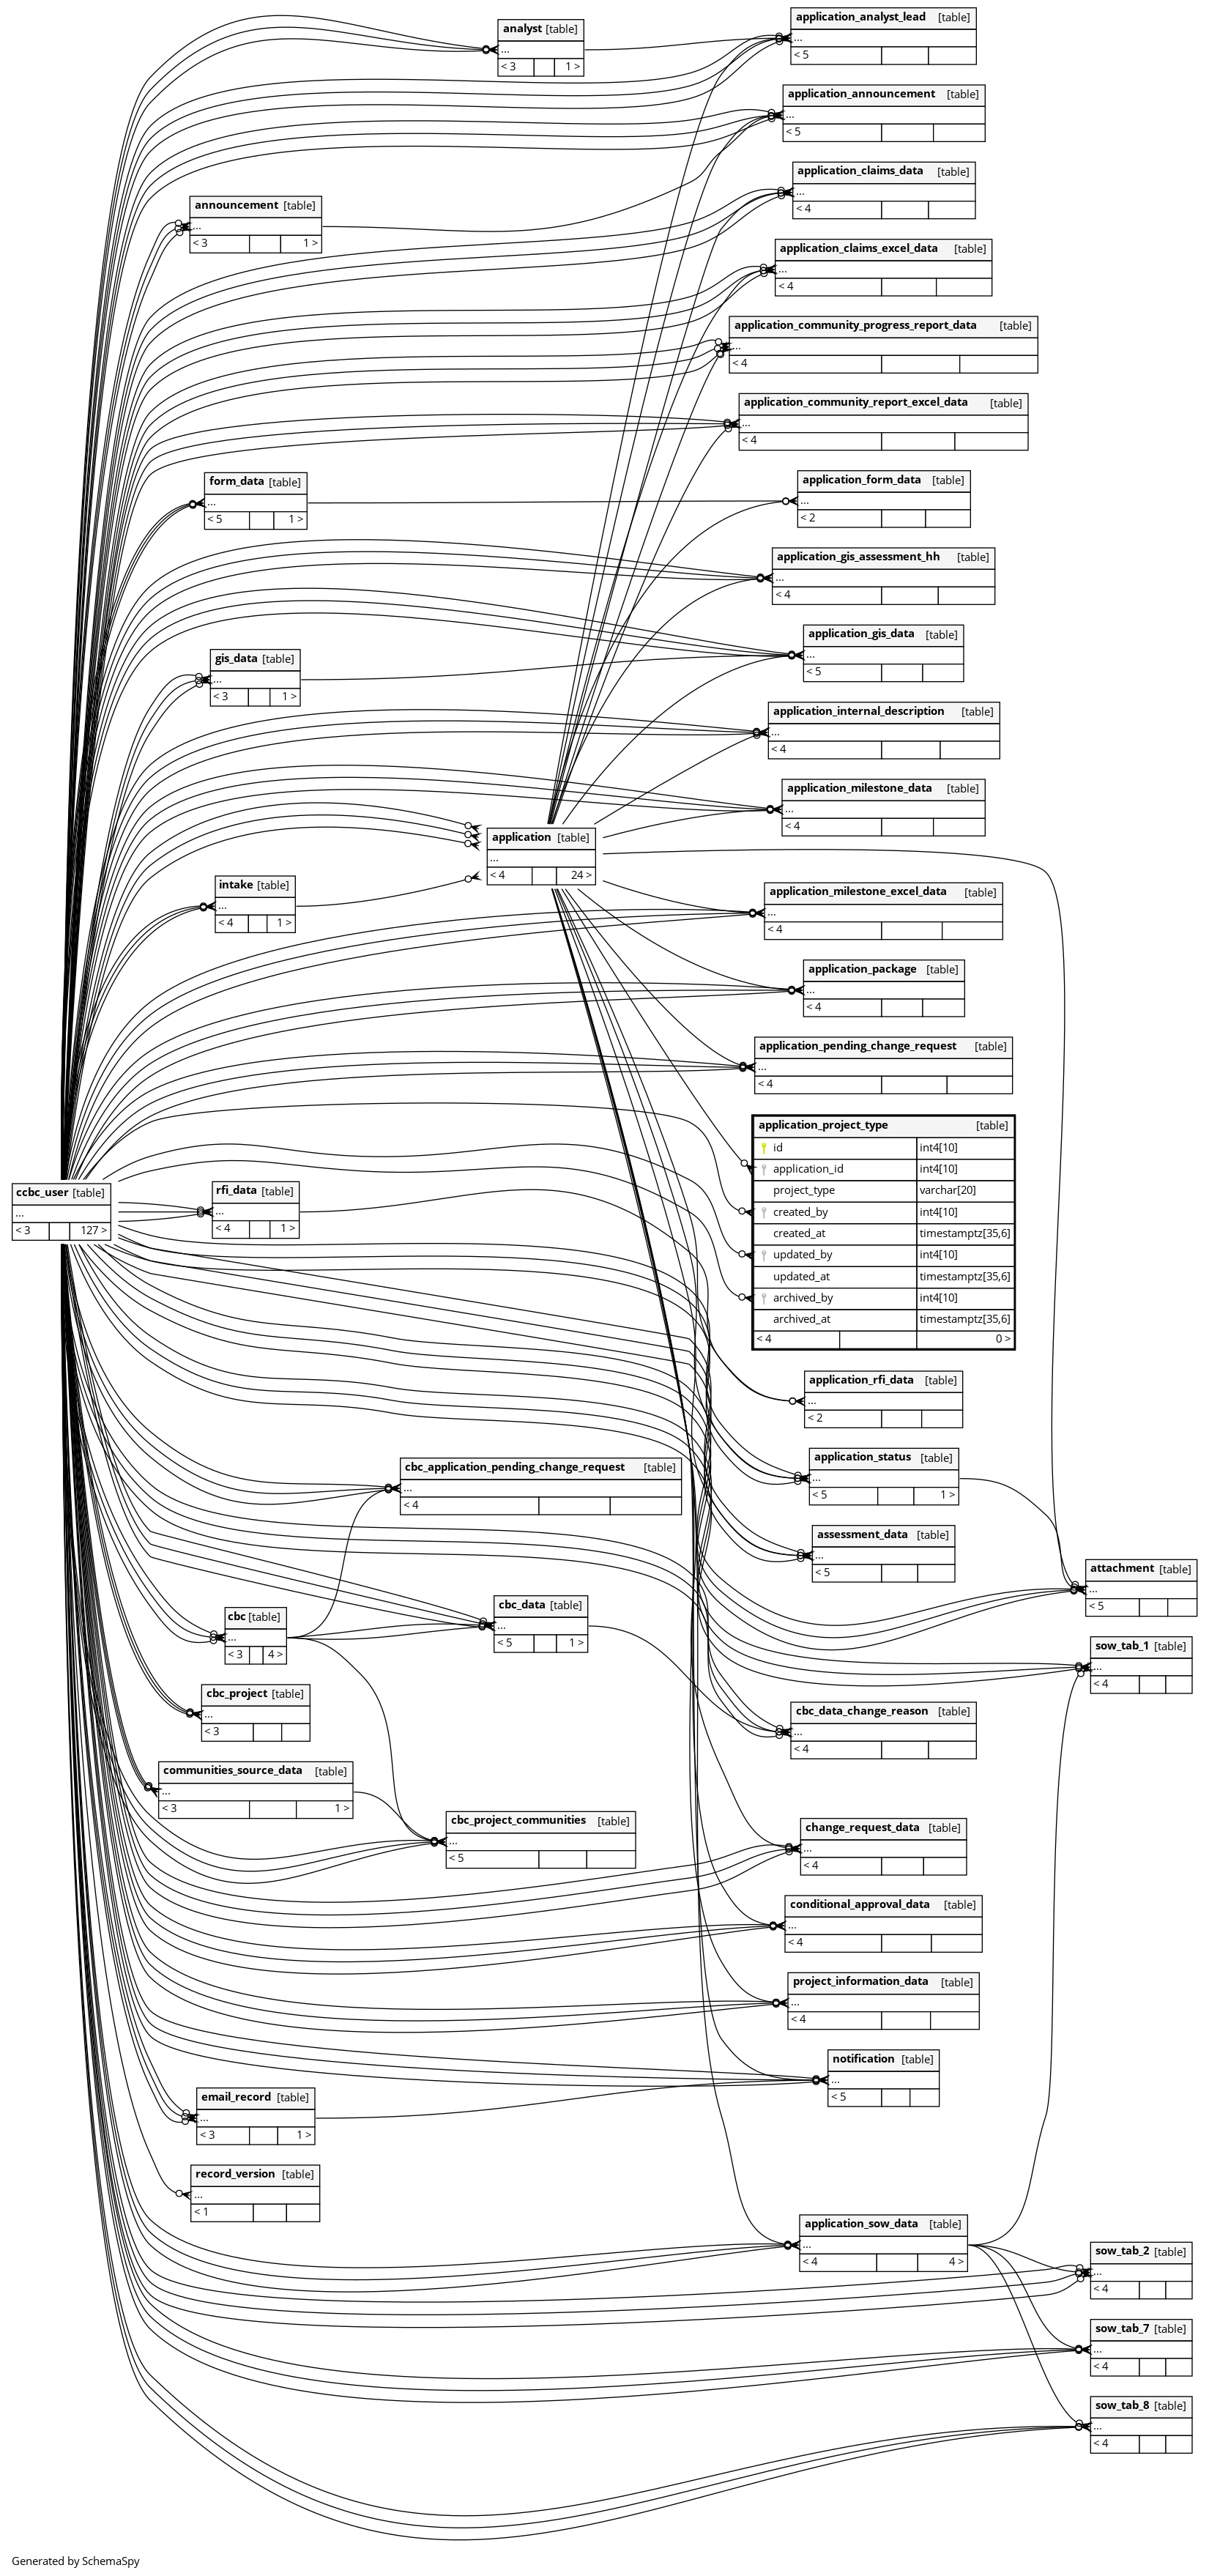 analyst [table]
...
< 3 1 >
application_analyst_lead [table]
...
< 5
application_announcement [table]
...
< 5
application_claims_data [table]
...
< 4
announcement [table]
...
< 3 1 >
application_claims_excel_data [table]
...
< 4
application_community_progress_report_data [table]
...
< 4
application_community_report_excel_data [table]
...
< 4
form_data [table]
...
< 5 1 >
application_form_data [table]
...
< 2
application_gis_assessment_hh [table]
...
< 4
application_gis_data [table]
...
< 5
gis_data [table]
...
< 3 1 >
application_internal_description [table]
...
< 4
application_milestone_data [table]
...
< 4
application [table]
...
< 4 24 >
intake [table]
...
< 4 1 >
application_milestone_excel_data [table]
...
< 4
application_package [table]
...
< 4
application_pending_change_request [table]
...
< 4
application_project_type [table]
id int4[10]
application_id int4[10]
project_type varchar[20]
created_by int4[10]
created_at timestamptz[35,6]
updated_by int4[10]
updated_at timestamptz[35,6]
archived_by int4[10]
archived_at timestamptz[35,6]
< 4 0 >
ccbc_user [table]
...
< 3 127 >
rfi_data [table]
...
< 4 1 >
application_rfi_data [table]
...
< 2
application_status [table]
...
< 5 1 >
cbc_application_pending_change_request [table]
...
< 4
assessment_data [table]
...
< 5
attachment [table]
...
< 5
cbc [table]
...
< 3 4 >
cbc_data [table]
...
< 5 1 >
sow_tab_1 [table]
...
< 4
cbc_project [table]
...
< 3
cbc_data_change_reason [table]
...
< 4
communities_source_data [table]
...
< 3 1 >
cbc_project_communities [table]
...
< 5
change_request_data [table]
...
< 4
conditional_approval_data [table]
...
< 4
project_information_data [table]
...
< 4
notification [table]
...
< 5
email_record [table]
...
< 3 1 >
record_version [table]
...
< 1
application_sow_data [table]
...
< 4 4 >
sow_tab_2 [table]
...
< 4
sow_tab_7 [table]
...
< 4
sow_tab_8 [table]
...
< 4
Generated by SchemaSpy